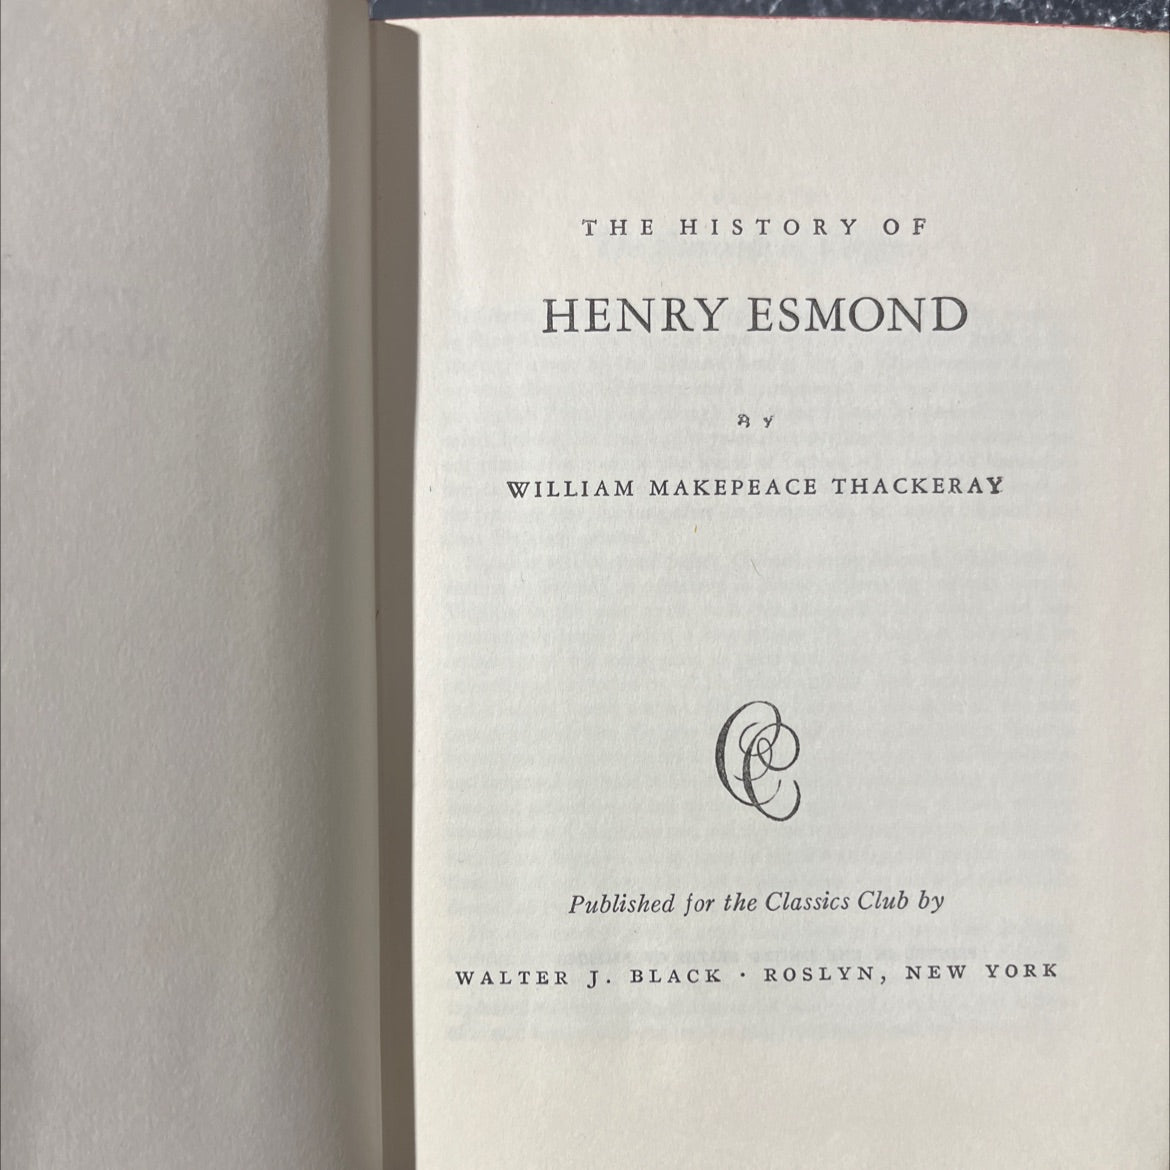 THE HISTORY OF
HENRY ESMOND
BY
WILLIAM MAKEPEACE THACKERAY
CC
Published for the Classics Club by
WALTER J. BLACK · ROSLYN, NEW YORK